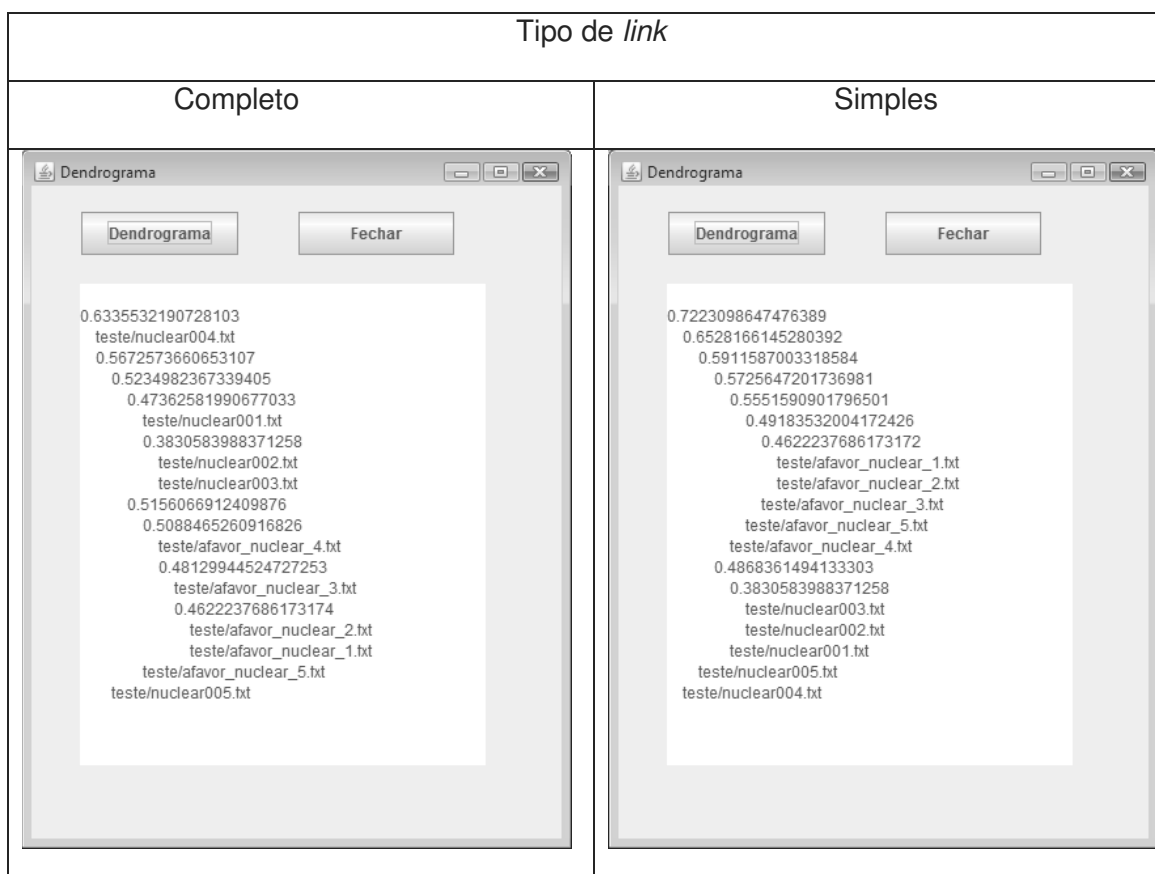 Tipo de link
Completo
Simples
Dendrograma
Dendrograma
Fechar
0.6335532190728103
teste/nuclear004.txt
0.5672573660653107
0.5234982367339405
0.47362581990677033
teste/nuclear001.txt
0.3830583988371258
teste/nuclear002.txt
teste/nuclear003.txt
0.5156066912409876
0.5088465260916826
teste/afavor_nuclear_4.txt
0.48129944524727253
teste/afavor_nuclear_3.txt
0.4622237686173174
teste/afavor_nuclear_2.txt
teste/afavor_nuclear_1.txt
teste/afavor_nuclear_5.txt
teste/nuclear005.txt
Dendrograma
Dendrograma
Fechar
0.7223098647476389
0.6528166145280392
0.5911587003318584
0.5725647201736981
0.5551590901796501
0.49183532004172426
0.4622237686173172
teste/afavor_nuclear_1.txt
teste/afavor_nuclear_2.txt
teste/afavor_nuclear_3.txt
teste/afavor_nuclear_5.txt
teste/afavor_nuclear_4.txt
0.4868361494133303
0.3830583988371258
teste/nuclear003.txt
teste/nuclear002.txt
teste/nuclear001.txt
teste/nuclear005.txt
teste/nuclear004.txt